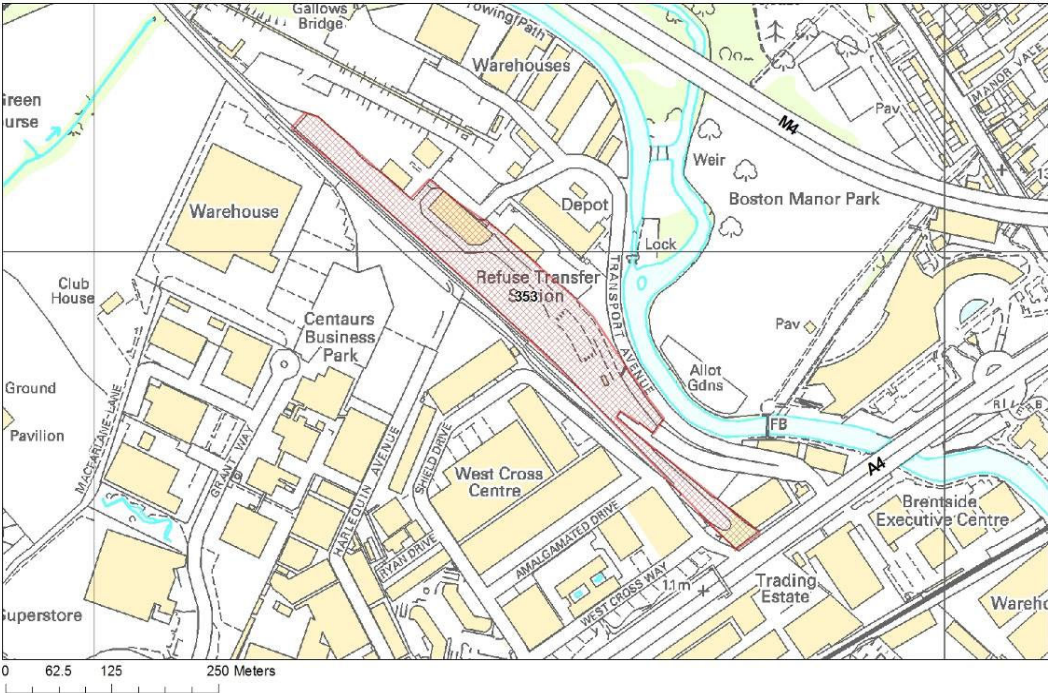 Gallows
Bridge
Towing Path
Warehouses
M4
Pav
MANOR VALE
13
Green
ourse
Weir
Boston Manor Park
Warehouse
Depot
Lock
Club
House
Refuse Transfer
Station
353
TRANSPORT AVENUE
Centaurs
Business
Park
Pav
Ground
Allot
Gdns
Pavilion
MACFARLANE LANE
GRANT WAY
HARLEQUIN AVENUE
SHIELD DRIVE
FB
A4
West Cross
Centre
RYAN DRIVE
AMALGAMATED DRIVE
Brentside
Executive Centre
WEST CROSS WAY
11m
Trading
Estate
Superstore
Wareho
0 62.5 125 250 Meters